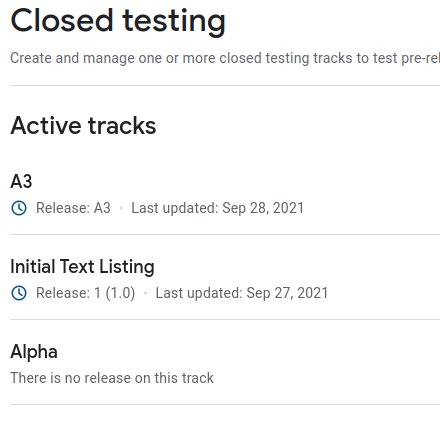 Closed testing
Create and manage one or more closed testing tracks to test pre-rel
Active tracks
A3
Release: A3 • Last updated: Sep 28, 2021
Initial Text Listing
Release: 1 (1.0) • Last updated: Sep 27, 2021
Alpha
There is no release on this track